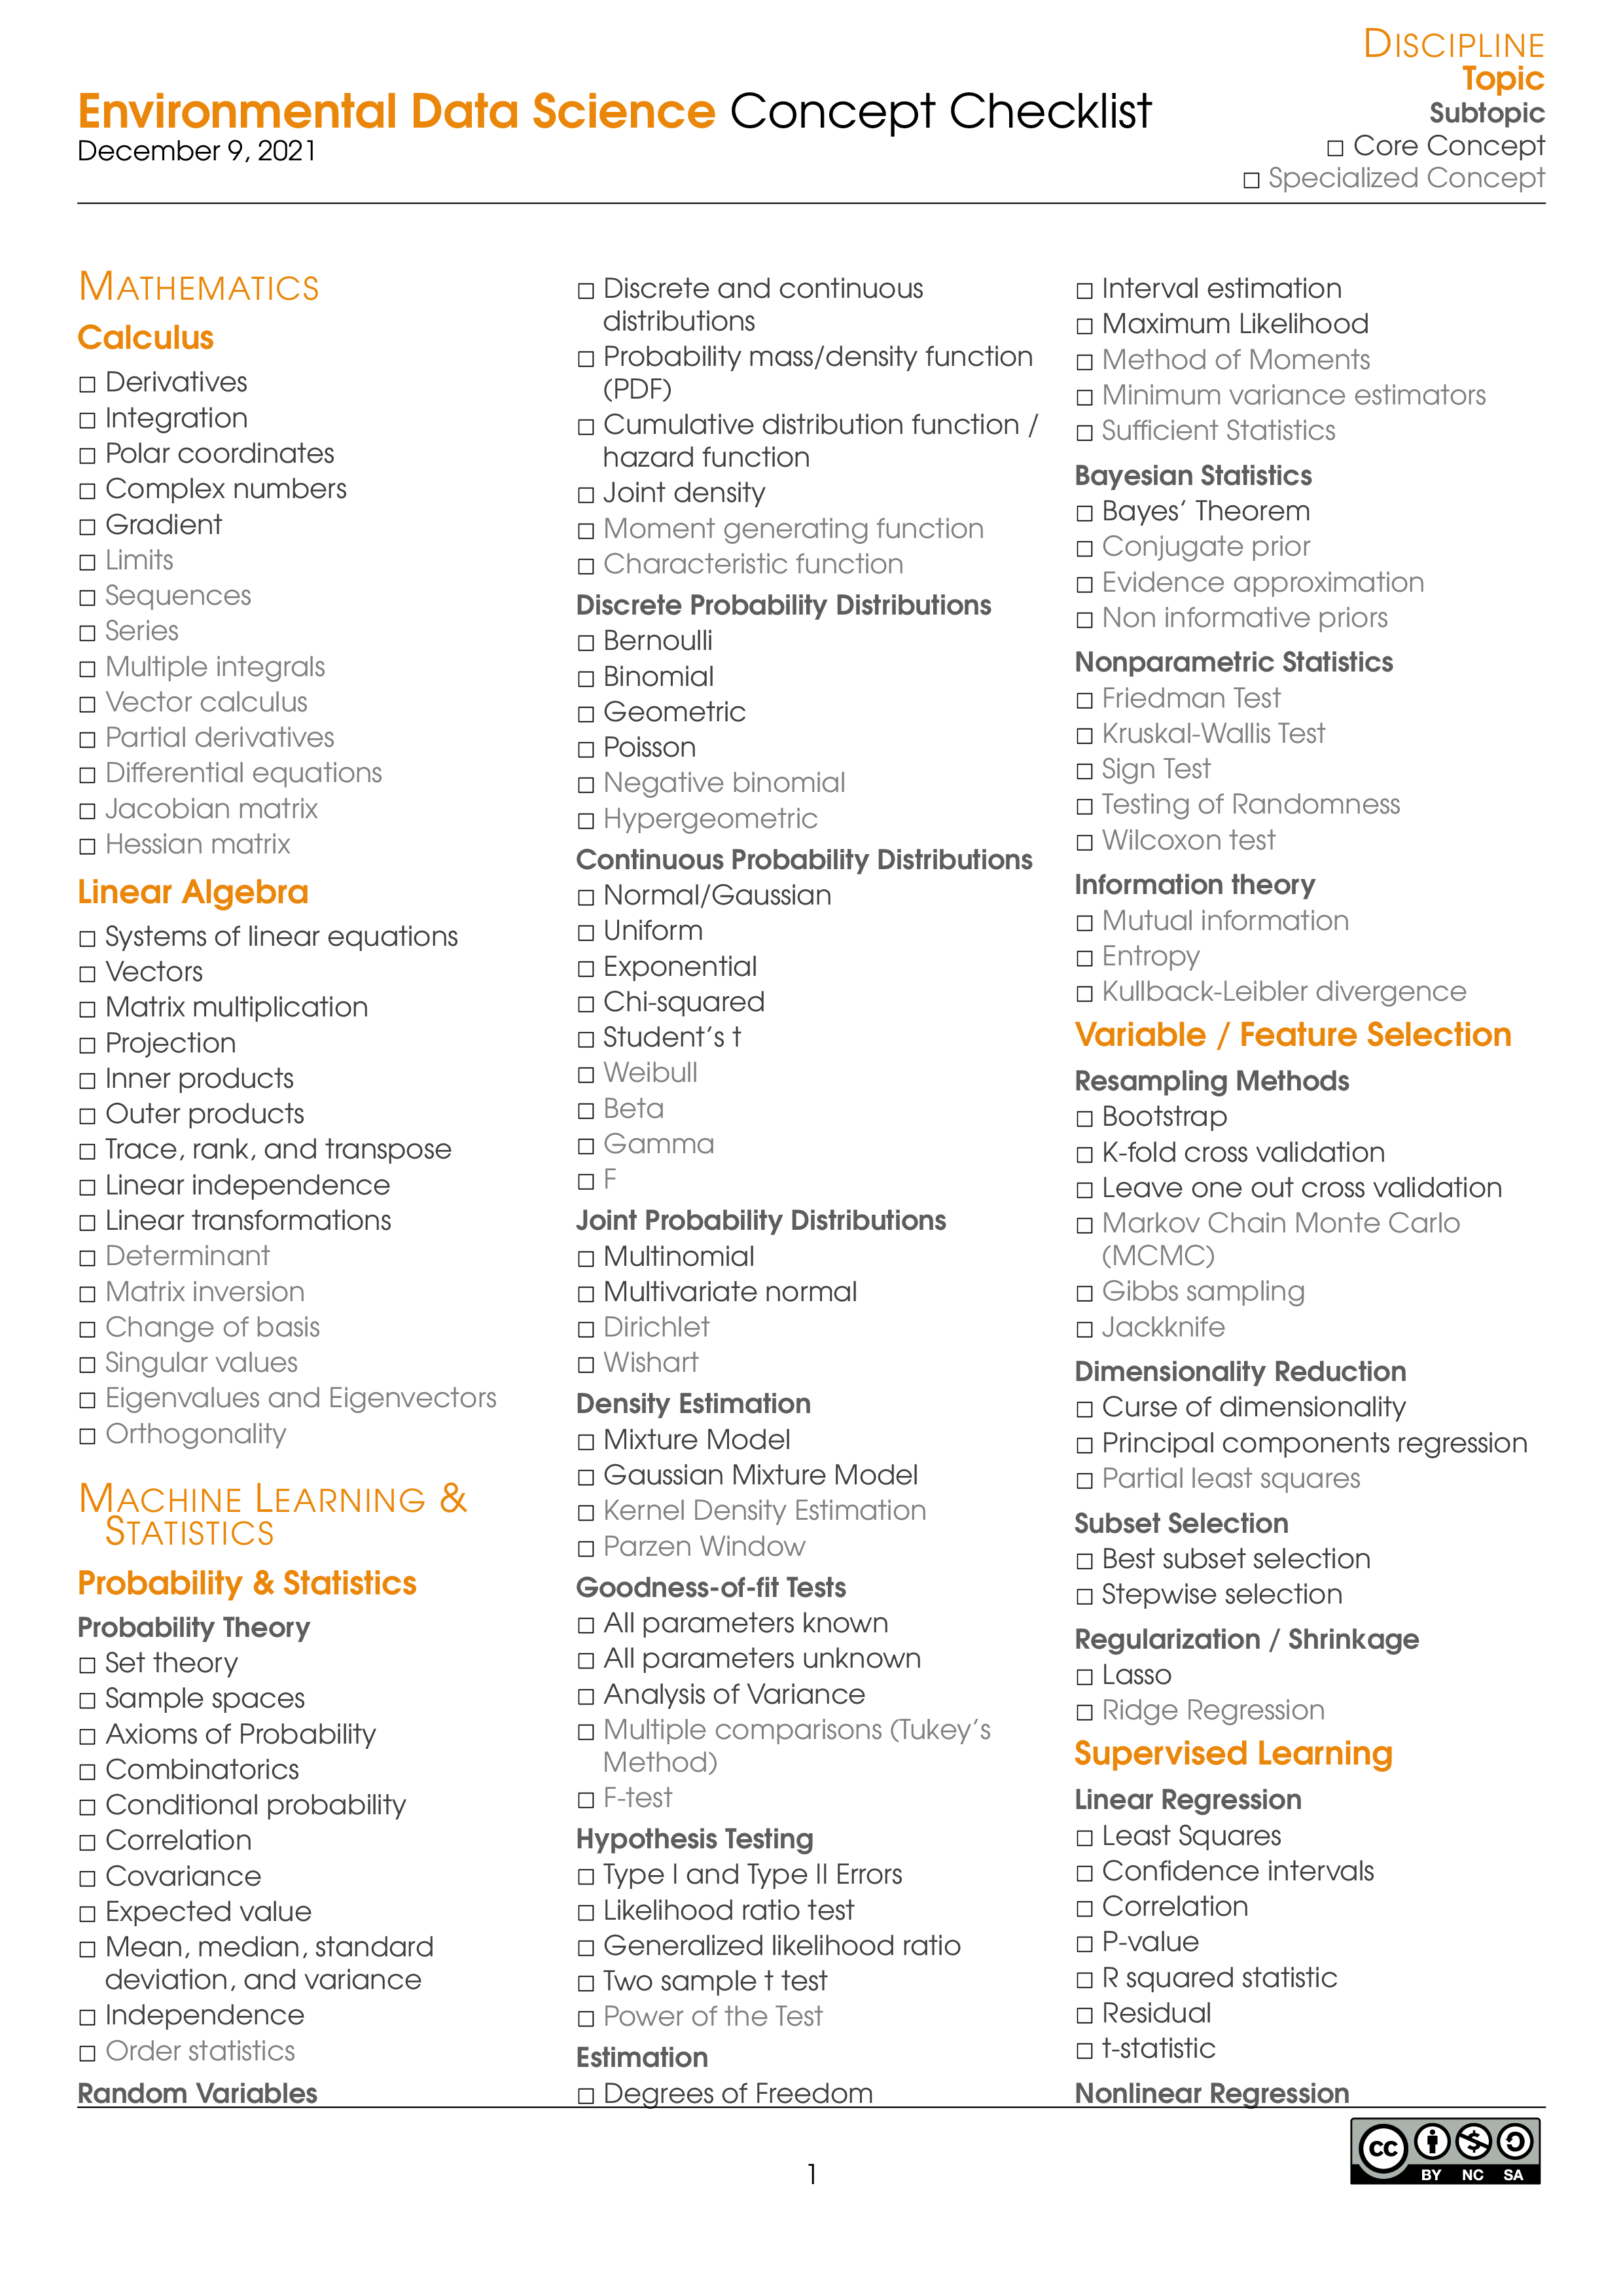 DISCIPLINE
Topic
Subtopic
☐ Core Concept
☐ Specialized Concept
Environmental Data Science Concept Checklist
December 9, 2021
MATHEMATICS
Calculus
☐ Derivatives
☐ Integration
☐ Polar coordinates
☐ Complex numbers
☐ Gradient
☐ Limits
☐ Sequences
☐ Series
☐ Multiple integrals
☐ Vector calculus
☐ Partial derivatives
☐ Differential equations
☐ Jacobian matrix
☐ Hessian matrix
Linear Algebra
☐ Systems of linear equations
☐ Vectors
☐ Matrix multiplication
☐ Projection
☐ Inner products
☐ Outer products
☐ Trace, rank, and transpose
☐ Linear independence
☐ Linear transformations
☐ Determinant
☐ Matrix inversion
☐ Change of basis
☐ Singular values
☐ Eigenvalues and Eigenvectors
☐ Orthogonality
MACHINE LEARNING &
STATISTICS
Probability & Statistics
Probability Theory
☐ Set theory
☐ Sample spaces
☐ Axioms of Probability
☐ Combinatorics
☐ Conditional probability
☐ Correlation
☐ Covariance
☐ Expected value
☐ Mean, median, standard
deviation, and variance
☐ Independence
☐ Order statistics
Random Variables
☐ Discrete and continuous
distributions
☐ Probability mass/density function
(PDF)
☐ Cumulative distribution function /
hazard function
☐ Joint density
☐ Moment generating function
☐ Characteristic function
Discrete Probability Distributions
☐ Bernoulli
☐ Binomial
☐ Geometric
☐ Poisson
☐ Negative binomial
☐ Hypergeometric
Continuous Probability Distributions
☐ Normal/Gaussian
☐ Uniform
☐ Exponential
☐ Chi-squared
☐ Student's t
☐ Weibull
☐ Beta
☐ Gamma
☐ F
Joint Probability Distributions
☐ Multinomial
☐ Multivariate normal
☐ Dirichlet
☐ Wishart
Density Estimation
☐ Mixture Model
☐ Gaussian Mixture Model
☐ Kernel Density Estimation
☐ Parzen Window
Goodness-of-fit Tests
☐ All parameters known
☐ All parameters unknown
☐ Analysis of Variance
☐ Multiple comparisons (Tukey's
Method)
☐ F-test
Hypothesis Testing
☐ Type I and Type II Errors
☐ Likelihood ratio test
☐ Generalized likelihood ratio
☐ Two sample t test
☐ Power of the Test
Estimation
☐ Degrees of Freedom
☐ Interval estimation
☐ Maximum Likelihood
☐ Method of Moments
☐ Minimum variance estimators
☐ Sufficient Statistics
Bayesian Statistics
☐ Bayes' Theorem
☐ Conjugate prior
☐ Evidence approximation
☐ Non informative priors
Nonparametric Statistics
☐ Friedman Test
☐ Kruskal-Wallis Test
☐ Sign Test
☐ Testing of Randomness
☐ Wilcoxon test
Information theory
☐ Mutual information
☐ Entropy
☐ Kullback-Leibler divergence
Variable / Feature Selection
Resampling Methods
☐ Bootstrap
☐ K-fold cross validation
☐ Leave one out cross validation
☐ Markov Chain Monte Carlo
(MCMC)
☐ Gibbs sampling
☐ Jackknife
Dimensionality Reduction
☐ Curse of dimensionality
☐ Principal components regression
☐ Partial least squares
Subset Selection
☐ Best subset selection
☐ Stepwise selection
Regularization / Shrinkage
☐ Lasso
☐ Ridge Regression
Supervised Learning
Linear Regression
☐ Least Squares
☐ Confidence intervals
☐ Correlation
☐ P-value
☐ R squared statistic
☐ Residual
☐ t-statistic
Nonlinear Regression
1
CC BY NC SA